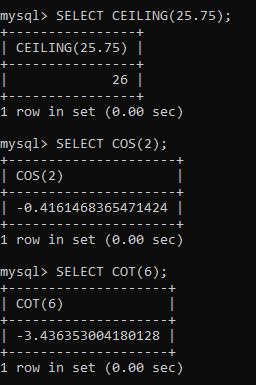 mysql> SELECT CEILING(25.75);
+----------------+
| CEILING(25.75) |
+----------------+
|             26 |
+----------------+
1 row in set (0.00 sec)

mysql> SELECT COS(2);
+---------------------+
| COS(2)              |
+---------------------+
| -0.4161468365471424 |
+---------------------+
1 row in set (0.00 sec)

mysql> SELECT COT(6);
+--------------------+
| COT(6)             |
+--------------------+
| -3.436353004180128 |
+--------------------+
1 row in set (0.00 sec)